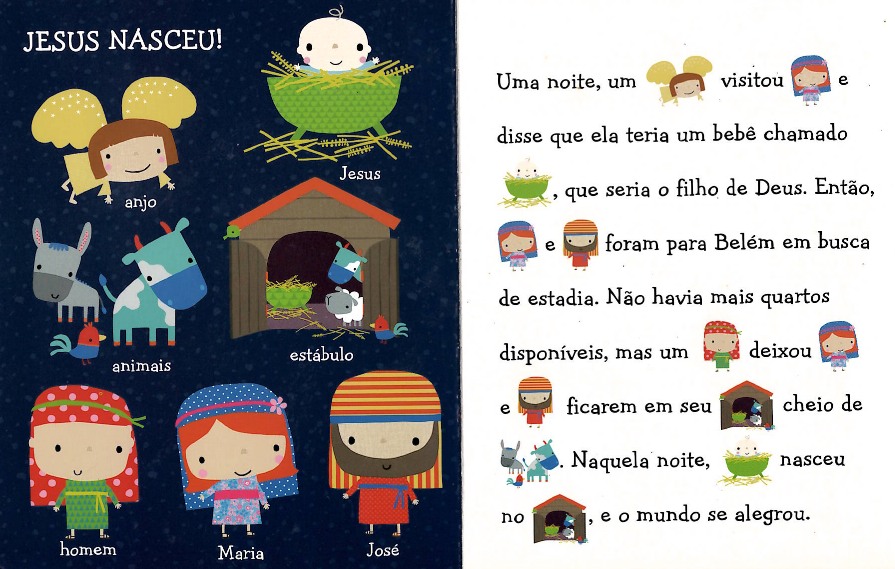 JESUS NASCEU!
Jesus
anjo
animais
estábulo
homem
Maria
José
Uma noite, um visitou e
disse que ela teria um bebê chamado
, que seria o filho de Deus. Então,
e foram para Belém em busca
de estadia. Não havia mais quartos
disponíveis, mas um deixou
e ficarem em seu cheio de
. Naquela noite, nasceu
no , e o mundo se alegrou.